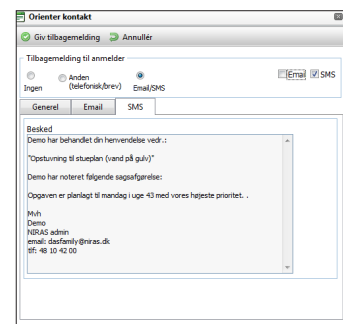 Orienter kontakt
Giv tilbagemelding Annullér
Tilbagemelding til anmelder
Ingen
Anden
(telefonisk/brev)
Email/SMS
Email SMS
Generel Email SMS
Besked
Demo har behandlet din henvendelse vedr.:
"Opstuvning til stueplan (vand på gulv)"
Demo har noteret følgende sagsafgørelse:
Opgaven er planlagt til mandag i uge 43 med vores højeste prioritet. .
Mvh
Demo
NIRAS admin
email: dasfamily@niras.dk
tlf: 48 10 42 00